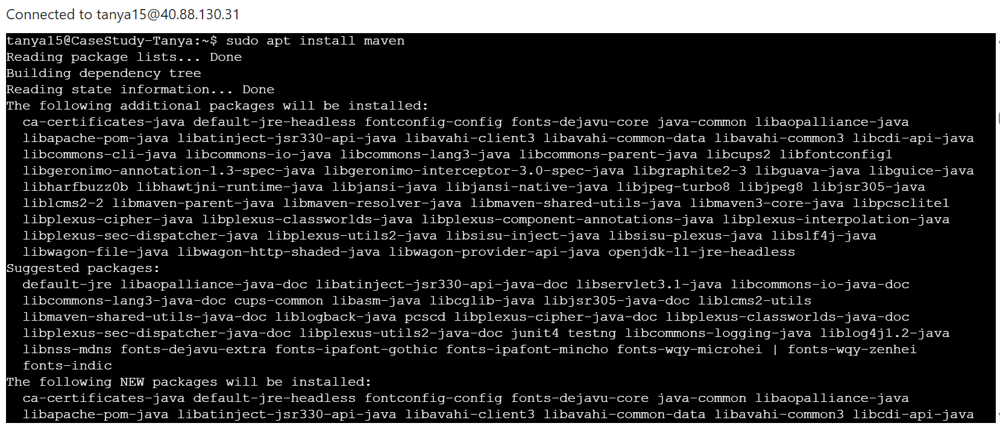 Connected to tanya15@40.88.130.31
tanya15@CaseStudy-Tanya:~$ sudo apt install maven
Reading package lists... Done
Building dependency tree
Reading state information... Done
The following additional packages will be installed:
  ca-certificates-java default-jre-headless fontconfig-config fonts-dejavu-core java-common libaopalliance-java
  libapache-pom-java libatinject-jsr330-api-java libavahi-client3 libavahi-common-data libavahi-common3 libcdi-api-java
  libcommons-cli-java libcommons-io-java libcommons-lang3-java libcommons-parent-java libcups2 libfontconfig1
  libgeronimo-annotation-1.3-spec-java libgeronimo-interceptor-3.0-spec-java libgraphite2-3 libguava-java libguice-java
  libharfbuzz0b libhawtjni-runtime-java libjansi-java libjansi-native-java libjpeg-turbo8 libjpeg8 libjsr305-java
  liblcms2-2 libmaven-parent-java libmaven-resolver-java libmaven-shared-utils-java libmaven3-core-java libpcsclite1
  libplexus-cipher-java libplexus-classworlds-java libplexus-component-annotations-java libplexus-interpolation-java
  libplexus-sec-dispatcher-java libplexus-utils2-java libsisu-inject-java libsisu-plexus-java libslf4j-java
  libwagon-file-java libwagon-http-shaded-java libwagon-provider-api-java openjdk-11-jre-headless
Suggested packages:
  default-jre libaopalliance-java-doc libatinject-jsr330-api-java-doc libservlet3.1-java libcommons-io-java-doc
  libcommons-lang3-java-doc cups-common libasm-java libcglib-java libjsr305-java-doc liblcms2-utils
  libmaven-shared-utils-java-doc liblogback-java pcscd libplexus-cipher-java-doc libplexus-classworlds-java-doc
  libplexus-sec-dispatcher-java-doc libplexus-utils2-java-doc junit4 testng libcommons-logging-java liblog4j1.2-java
  libnss-mdns fonts-dejavu-extra fonts-ipafont-gothic fonts-ipafont-mincho fonts-wqy-microhei | fonts-wqy-zenhei
  fonts-indic
The following NEW packages will be installed:
  ca-certificates-java default-jre-headless fontconfig-config fonts-dejavu-core java-common libaopalliance-java
  libapache-pom-java libatinject-jsr330-api-java libavahi-client3 libavahi-common-data libavahi-common3 libcdi-api-java